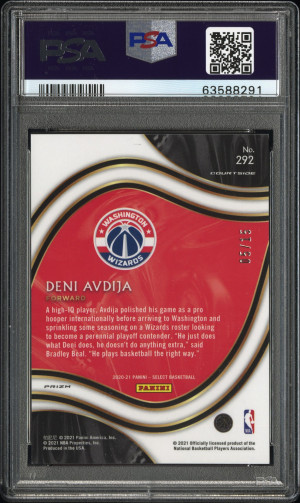 PSA
PSA
63588291
No.
292
COURTSIDE
WASHINGTON
WIZARDS
DENI AVDIJA
FORWARD
A high-IQ player, Avdija polished his game as a pro
hooper internationally before arriving to Washington and
sprinkling some seasoning on a Wizards roster looking
to become a perennial playoff contender. "He just does
what Deni does, he doesn't do anything extra," said
Bradley Beal. "He plays basketball the right way."
2020-21 PANINI - SELECT BASKETBALL
PANINI
PRIZM
© 2021 Panini America, Inc.
© 2021 NBA Properties, Inc.
Produced in the USA
© 2021 Officially licensed product of the
National Basketball Players Association.